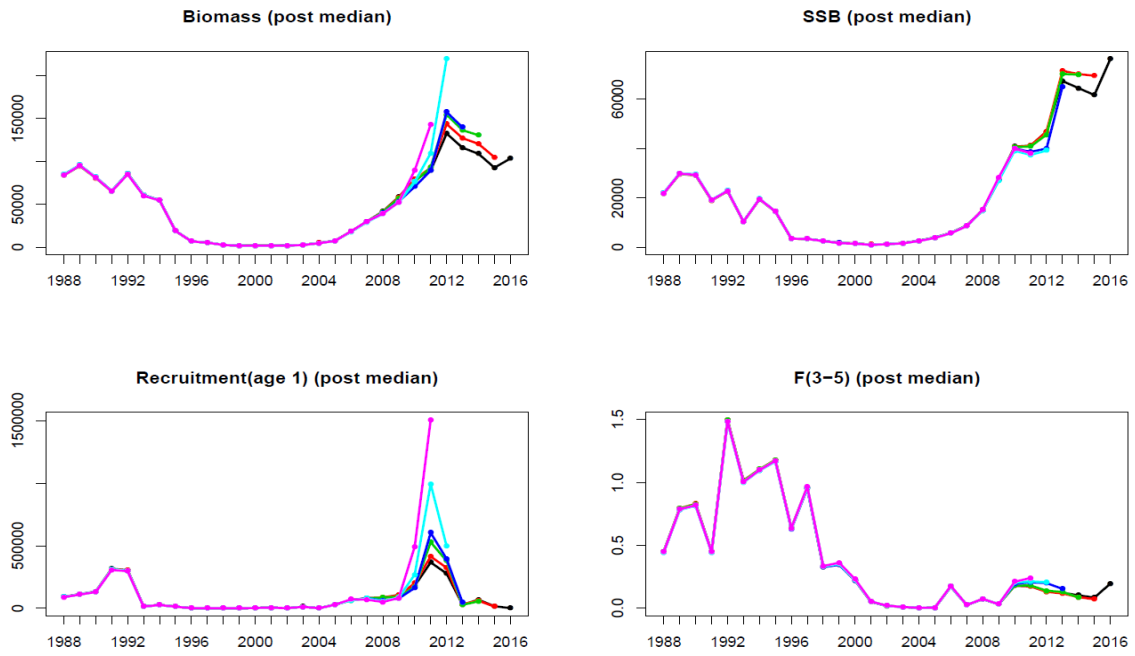 Biomass (post median)
150000
50000
0
1988 1992 1996 2000 2004 2008 2012 2016
SSB (post median)
60000
20000
0
1988 1992 1996 2000 2004 2008 2012 2016
Recruitment(age 1) (post median)
1500000
500000
0
1988 1992 1996 2000 2004 2008 2012 2016
F(3−5) (post median)
1.5
1.0
0.5
0.0
1988 1992 1996 2000 2004 2008 2012 2016